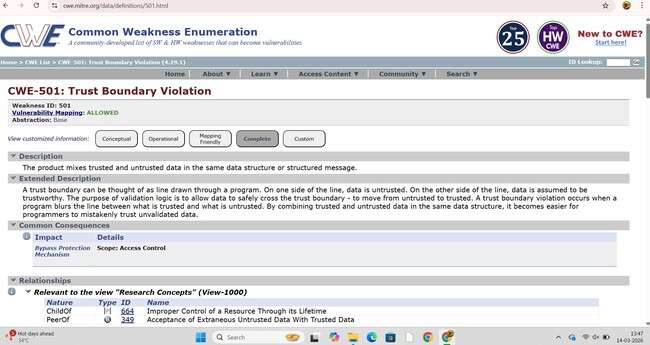 cwe.mitre.org/data/definitions/501.html
CWE Common Weakness Enumeration
A community-developed list of SW & HW weaknesses that can become vulnerabilities
TOP 25
Top HW CWE
New to CWE?
Start here!
Home > CWE List > CWE- 501: Trust Boundary Violation (4.19.1)
ID Lookup:
Home About ▼ Learn ▼ Access Content ▼ Community ▼ Search ▼
CWE-501: Trust Boundary Violation
Weakness ID: 501
Vulnerability Mapping: ALLOWED
Abstraction: Base
View customized information: Conceptual Operational Mapping Friendly Complete Custom
Description
The product mixes trusted and untrusted data in the same data structure or structured message.
Extended Description
A trust boundary can be thought of as line drawn through a program. On one side of the line, data is untrusted. On the other side of the line, data is assumed to be
trustworthy. The purpose of validation logic is to allow data to safely cross the trust boundary - to move from untrusted to trusted. A trust boundary violation occurs when a
program blurs the line between what is trusted and what is untrusted. By combining trusted and untrusted data in the same data structure, it becomes easier for
programmers to mistakenly trust unvalidated data.
Common Consequences
Impact Details
Bypass Protection Scope: Access Control
Mechanism
Relationships
Relevant to the view "Research Concepts" (View-1000)
Nature Type ID Name
ChildOf 664 Improper Control of a Resource Through its Lifetime
PeerOf 349 Acceptance of Extraneous Untrusted Data With Trusted Data
Hot days ahead
34°C
Search
13:47
14-03-2026